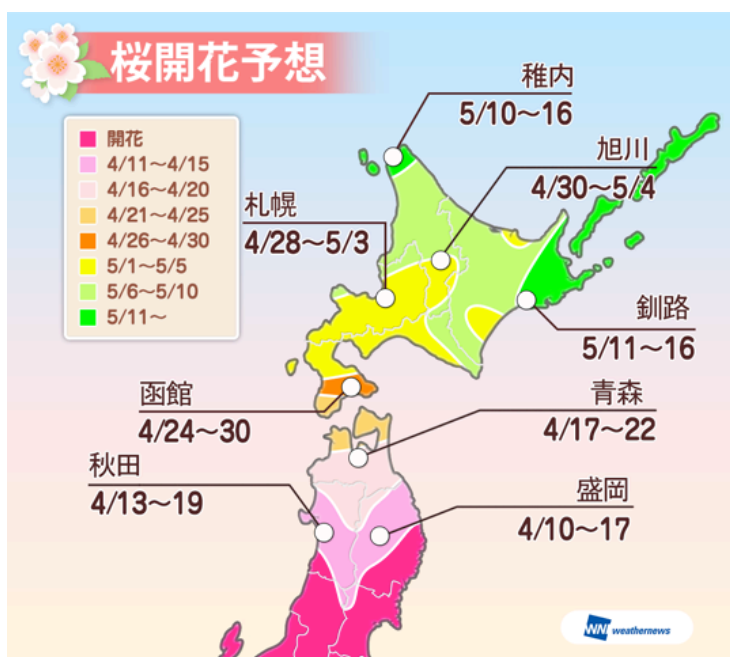 桜開花予想
稚内
5/10～16
開花
4/11～4/15
4/16～4/20
4/21～4/25
4/26～4/30
5/1～5/5
5/6～5/10
5/11～
旭川
4/30～5/4
札幌
4/28～5/3
釧路
5/11～16
函館
4/24～30
青森
4/17～22
秋田
4/13～19
盛岡
4/10～17
WNI weathernews